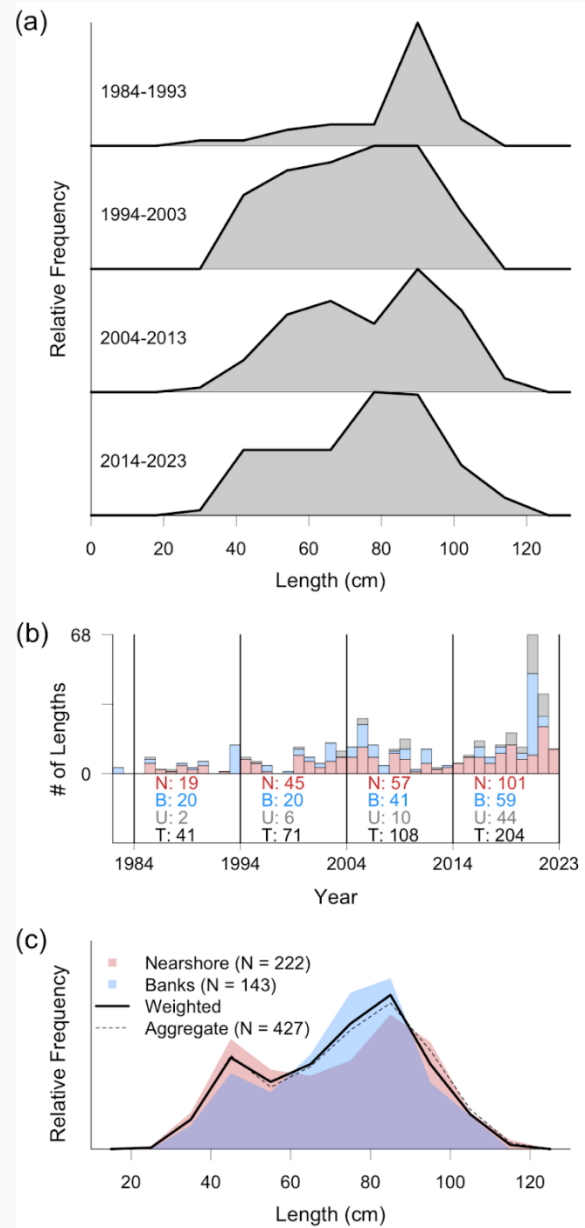 (a)
1984-1993
1994-2003
2004-2013
2014-2023
Relative Frequency
0 20 40 60 80 100 120
Length (cm)
(b)
68
0
# of Lengths
N: 19 N: 45 N: 57 N: 101
B: 20 B: 20 B: 41 B: 59
U: 2 U: 6 U: 10 U: 44
T: 41 T: 71 T: 108 T: 204
1984 1994 2004 2014 2023
Year
(c)
Nearshore (N = 222)
Banks (N = 143)
Weighted
Aggregate (N = 427)
Relative Frequency
20 40 60 80 100 120
Length (cm)